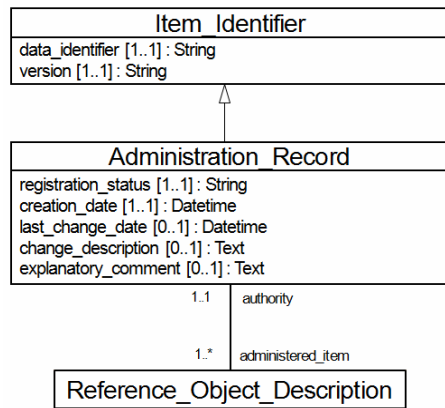 Item_Identifier
data_identifier [1..1] : String
version [1..1] : String
Administration_Record
registration_status [1..1] : String
creation_date [1..1] : Datetime
last_change_date [0..1] : Datetime
change_description [0..1] : Text
explanatory_comment [0..1] : Text
1..1 authority
1..* administered_item
Reference_Object_Description